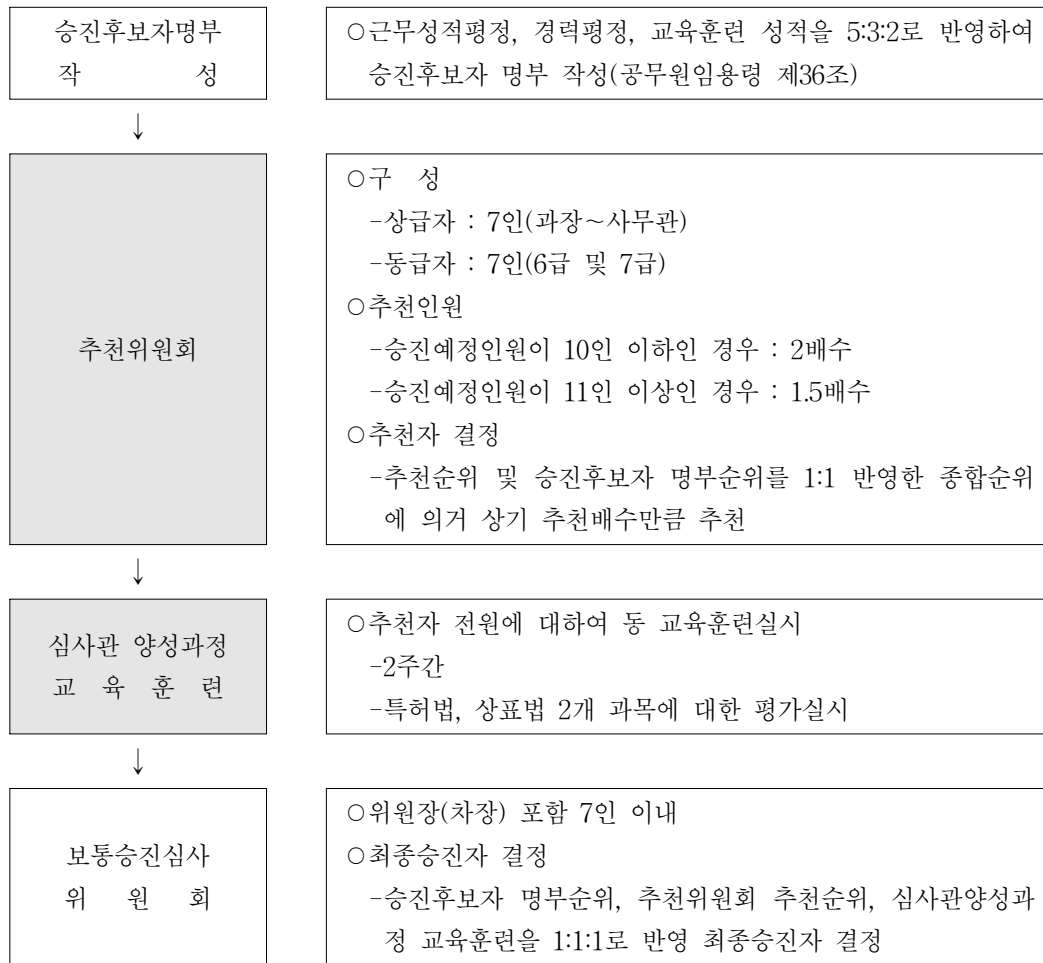 승진후보자명부
작 성
○근무성적평정, 경력평정, 교육훈련 성적을 5:3:2로 반영하여
승진후보자 명부 작성(공무원임용령 제36조)
↓
추천위원회
○구 성
-상급자 : 7인(과장～사무관)
-동급자 : 7인(6급 및 7급)
○추천인원
-승진예정인원이 10인 이하인 경우 : 2배수
-승진예정인원이 11인 이상인 경우 : 1.5배수
○추천자 결정
-추천순위 및 승진후보자 명부순위를 1:1 반영한 종합순위
에 의거 상기 추천배수만큼 추천
↓
심사관 양성과정
교 육 훈 련
○추천자 전원에 대하여 동 교육훈련실시
-2주간
-특허법, 상표법 2개 과목에 대한 평가실시
↓
보통승진심사
위 원 회
○위원장(차장) 포함 7인 이내
○최종승진자 결정
-승진후보자 명부순위, 추천위원회 추천순위, 심사관양성과
정 교육훈련을 1:1:1로 반영 최종승진자 결정